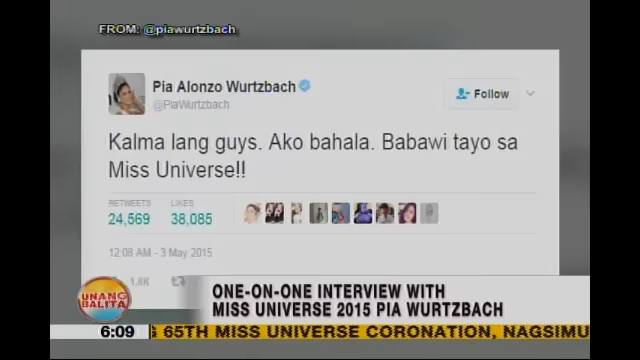 FROM: @piawurtzbach
Pia Alonzo Wurtzbach
@PiaWurtzbach
Follow
Kalma lang guys. Ako bahala. Babawi tayo sa
Miss Universe!!
RETWEETS LIKES
24,569 38,085
12:08 AM - 3 May 2015
1.8K
UNANG
BALITA
ONE-ON-ONE INTERVIEW WITH
MISS UNIVERSE 2015 PIA WURTZBACH
6:09 G 65TH MISS UNIVERSE CORONATION, NAGSIMU